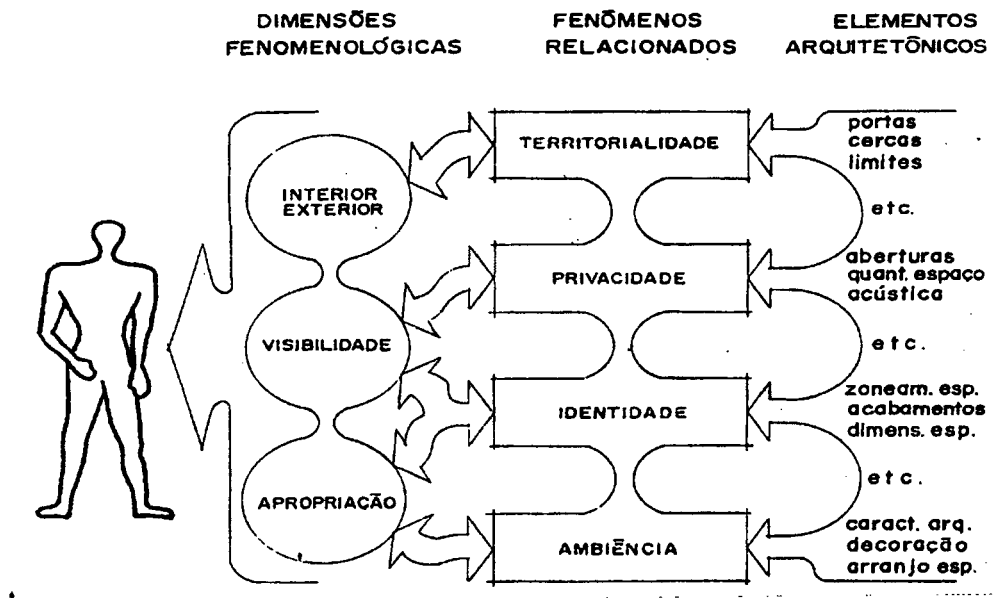 DIMENSÕES
FENOMENOLÓGICAS
FENÔMENOS
RELACIONADOS
ELEMENTOS
ARQUITETÔNICOS
INTERIOR
EXTERIOR
VISIBILIDADE
APROPRIAÇÃO
TERRITORIALIDADE
PRIVACIDADE
IDENTIDADE
AMBIÊNCIA
portas
cercas
limites
etc.
aberturas
quant. espaço
acústica
etc.
zoneam. esp.
acabamentos
dimens. esp.
etc.
caract. arq.
decoração
arranjo esp.